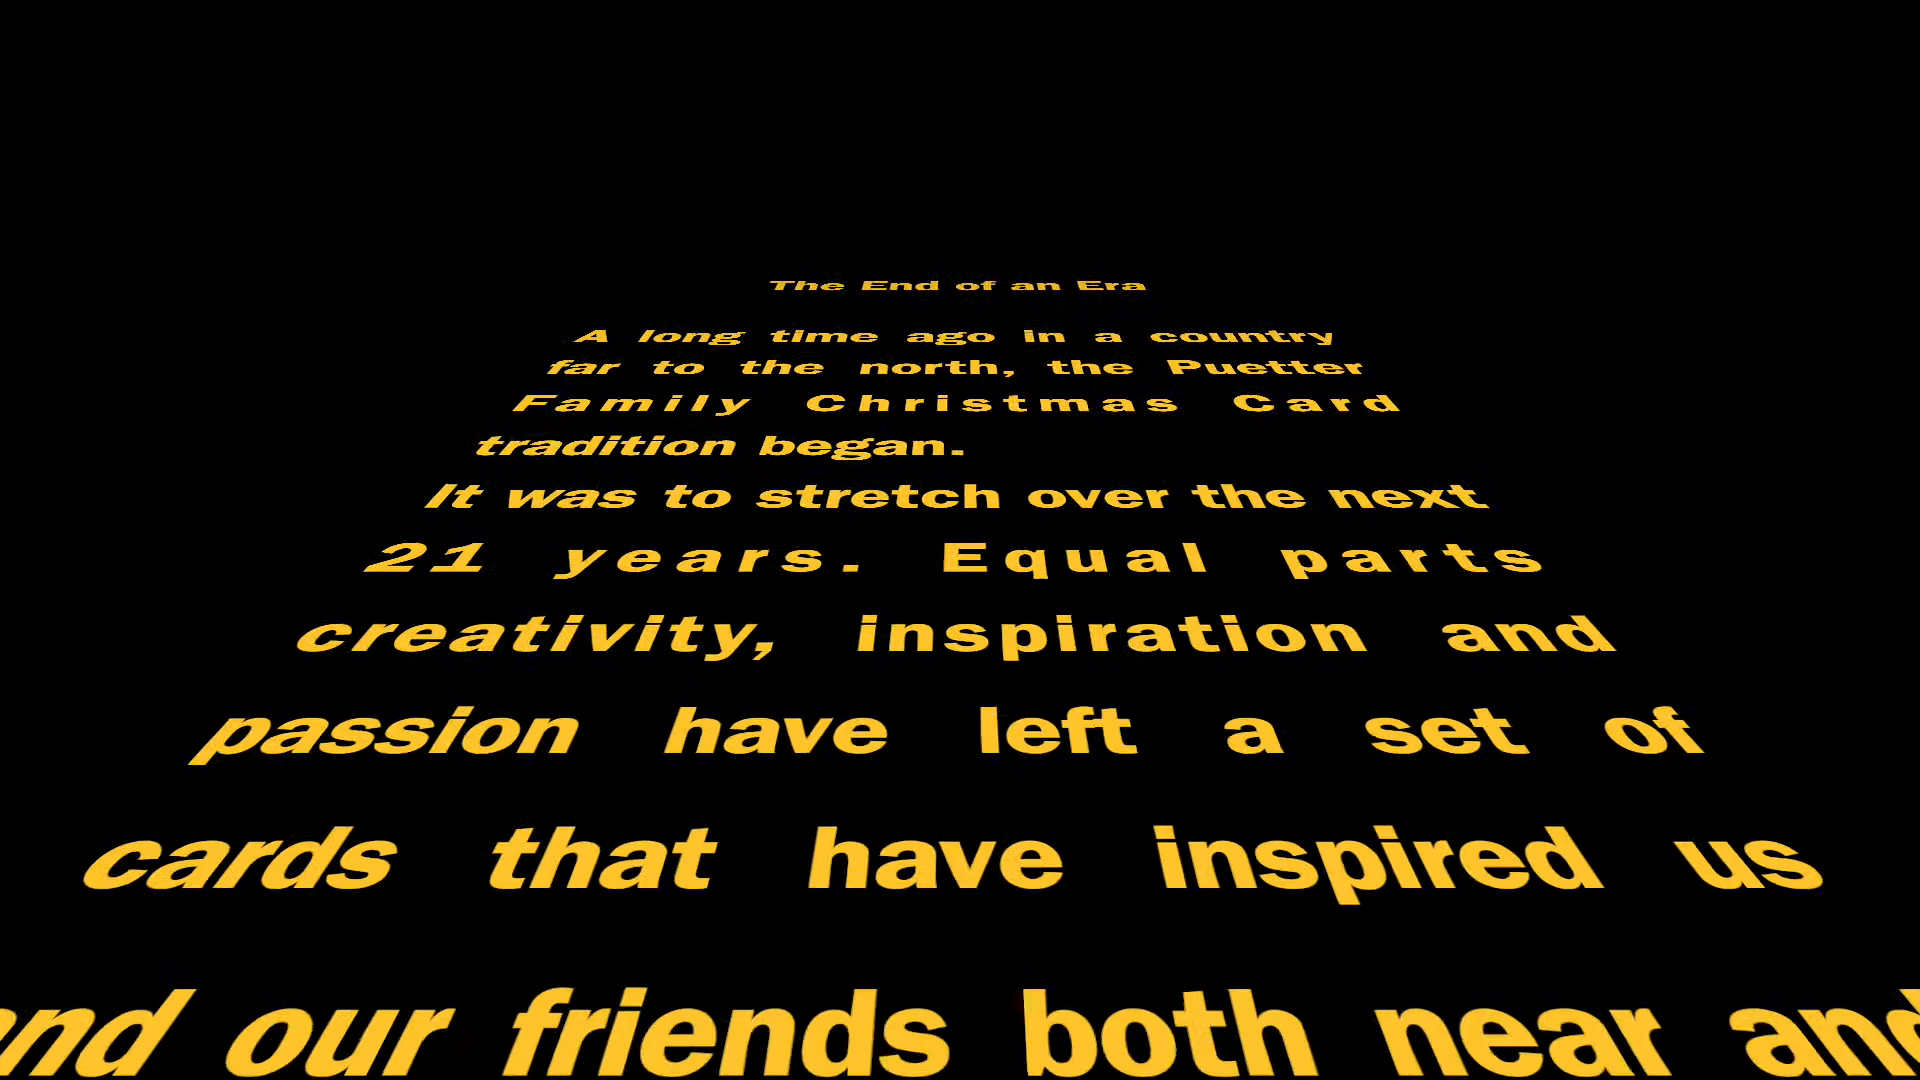 The End of an Era
A long time ago in a country
far to the north, the Puetter
Family Christmas Card
tradition began.
It was to stretch over the next
21 years. Equal parts
creativity, inspiration and
passion have left a set of
cards that have inspired us
and our friends both near and